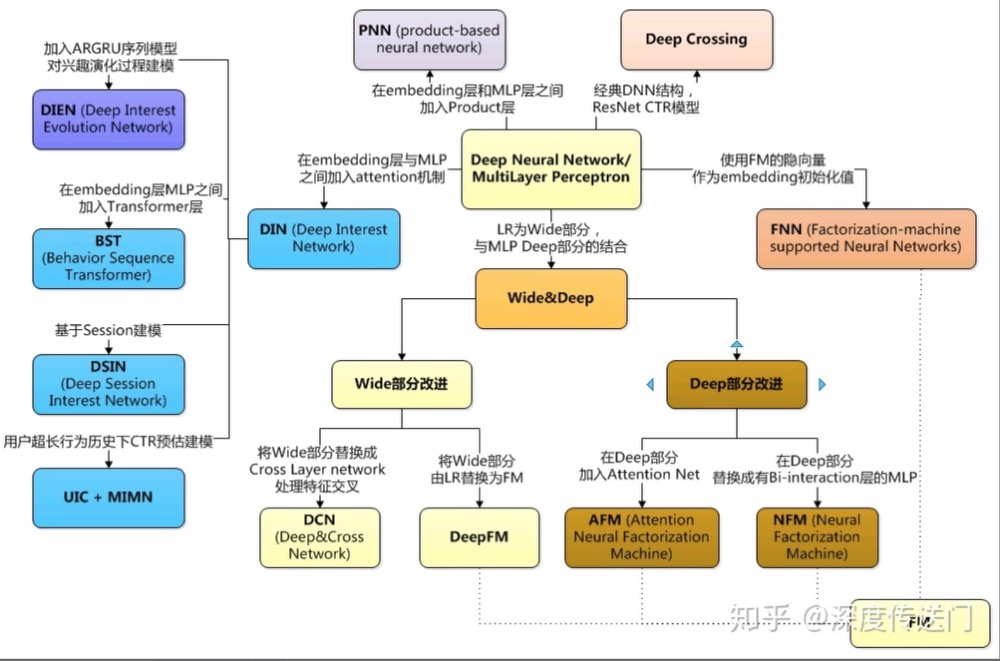 PNN (product-based
neural network)
Deep Crossing
加入ARGRU序列模型
对兴趣演化过程建模
在embedding层和MLP层之间
加入Product层
经典DNN结构，
ResNet CTR模型
DIEN (Deep Interest
Evolution Network)
在embedding层与MLP
之间加入attention机制
Deep Neural Network/
MultiLayer Perceptron
使用FM的隐向量
作为embedding初始化值
在embedding层MLP之间
加入Transformer层
DIN (Deep Interest
Network)
LR为Wide部分，
与MLP Deep部分的结合
FNN (Factorization-machine
supported Neural Networks)
BST
(Behavior Sequence
Transformer)
Wide&Deep
基于Session建模
DSIN
(Deep Session
Interest Network)
Wide部分改进
Deep部分改进
用户超长行为历史下CTR预估建模
将Wide部分替换成
Cross Layer network
处理特征交叉
将Wide部分
由LR替换为FM
在Deep部分
加入Attention Net
在Deep部分
替换成有Bi-interaction层的MLP
UIC + MIMN
DCN
(Deep&Cross
Network)
DeepFM
AFM (Attention
Neural Factorization
Machine)
NFM (Neural
Factorization
Machine)
FM
知乎 @深度传送门